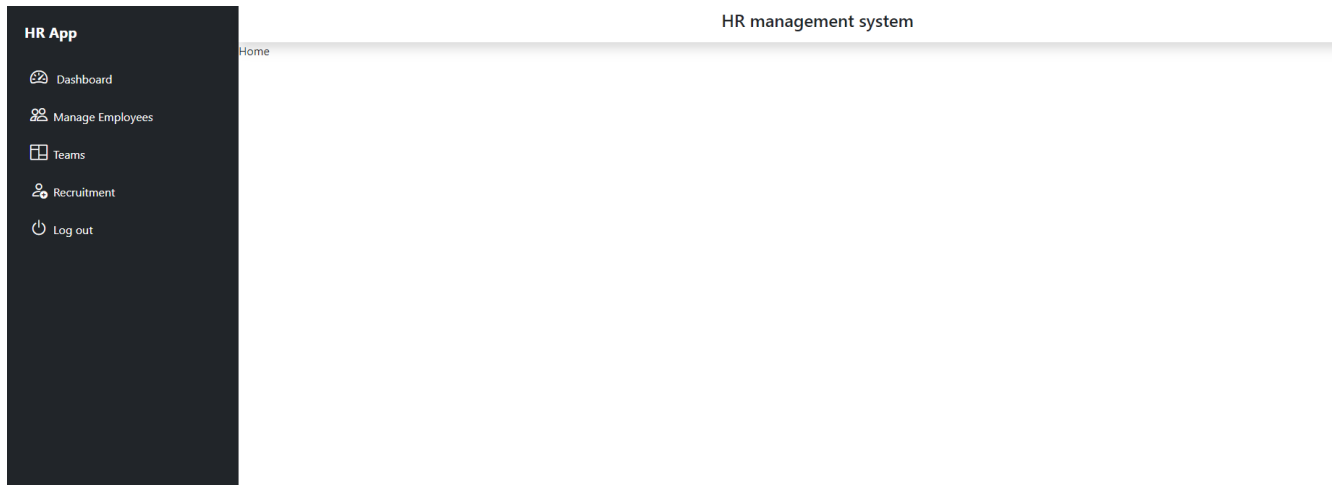 HR App
Dashboard
Manage Employees
Teams
Recruitment
Log out
HR management system
Home